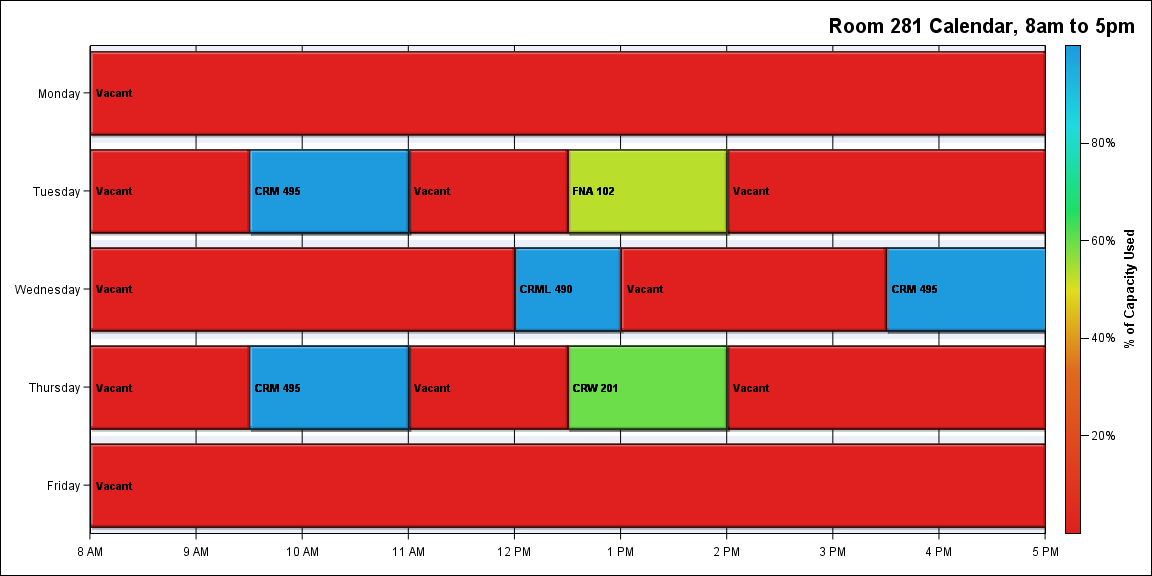 Room 281 Calendar, 8am to 5pm
Monday
Vacant
Tuesday
Vacant
CRM 495
Vacant
FNA 102
Vacant
Wednesday
Vacant
CRML 490
Vacant
CRM 495
Thursday
Vacant
CRM 495
Vacant
CRW 201
Vacant
Friday
Vacant
8 AM
9 AM
10 AM
11 AM
12 PM
1 PM
2 PM
3 PM
4 PM
5 PM
80%
60%
40%
20%
% of Capacity Used